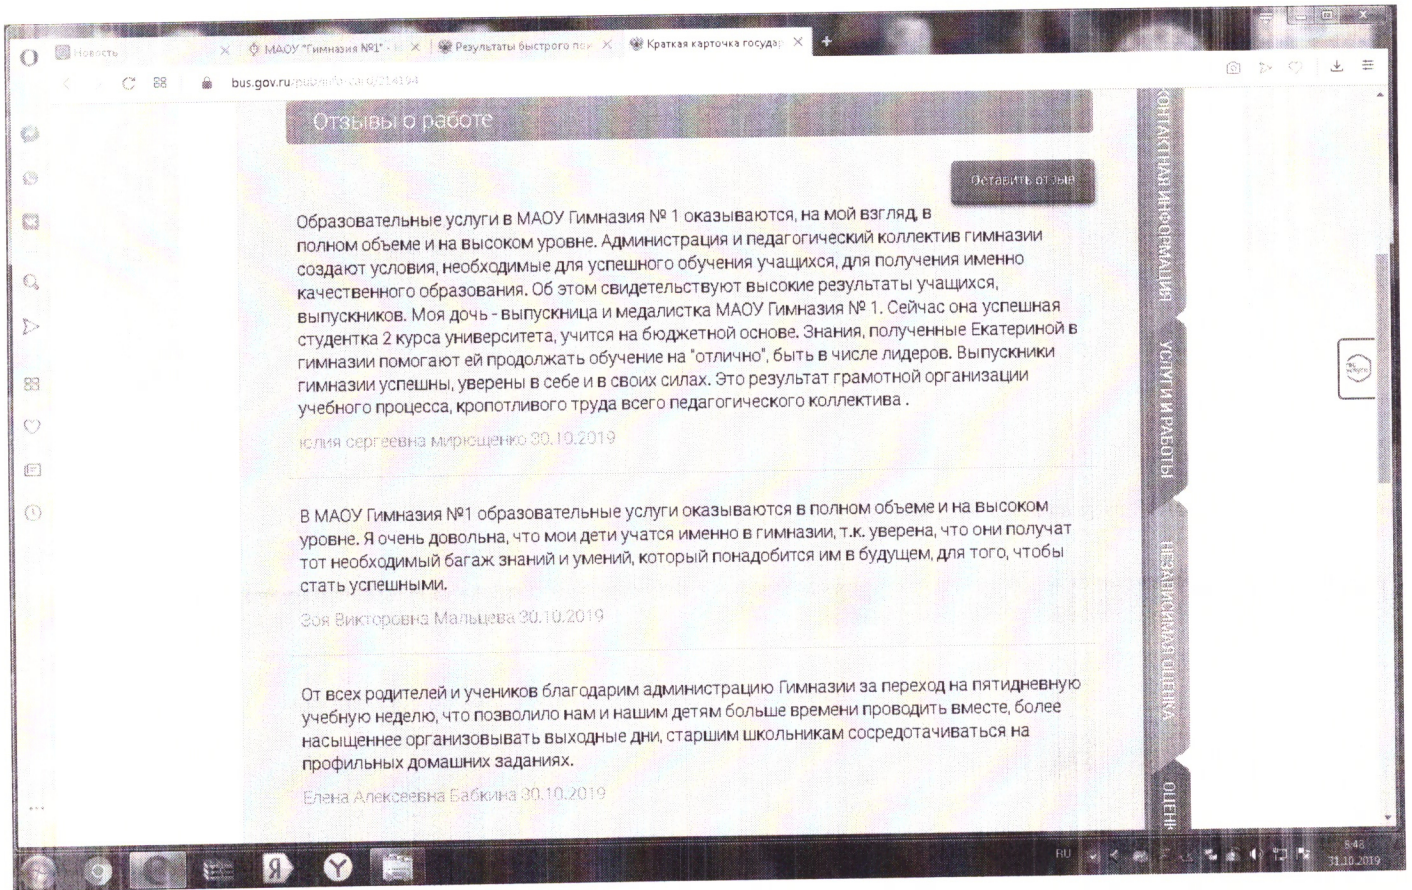 Новость
МАОУ "Гимназия №1" -
Результаты быстрого пои
Краткая карточка государ
bus.gov.ru/pub/info-card/214194
Отзывы о работе
Оставить отзыв
Образовательные услуги в МАОУ Гимназия № 1 оказываются, на мой взгляд, в
полном объеме и на высоком уровне. Администрация и педагогический коллектив гимназии
создают условия, необходимые для успешного обучения учащихся, для получения именно
качественного образования. Об этом свидетельствуют высокие результаты учащихся,
выпускников. Моя дочь - выпускница и медалистка МАОУ Гимназия № 1. Сейчас она успешная
студентка 2 курса университета, учится на бюджетной основе. Знания, полученные Екатериной в
гимназии помогают ей продолжать обучение на "отлично", быть в числе лидеров. Выпускники
гимназии успешны, уверены в себе и в своих силах. Это результат грамотной организации
учебного процесса, кропотливого труда всего педагогического коллектива .
юлия сергеевна мирющенко 30.10.2019
В МАОУ Гимназия №1 образовательные услуги оказываются в полном объеме и на высоком
уровне. Я очень довольна, что мои дети учатся именно в гимназии, т.к. уверена, что они получат
тот необходимый багаж знаний и умений, который понадобится им в будущем, для того, чтобы
стать успешными.
Зоя Викторовна Мальцева 30.10.2019
От всех родителей и учеников благодарим администрацию Гимназии за переход на пятидневную
учебную неделю, что позволило нам и нашим детям больше времени проводить вместе, более
насыщеннее организовывать выходные дни, старшим школьникам сосредотачиваться на
профильных домашних заданиях.
Елена Алексеевна Бабкина 30.10.2019
КОНТАКТНАЯ ИНФОРМАЦИЯ
УСЛУГИ И РАБОТЫ
НЕЗАВИСИМАЯ ОЦЕНКА
ОЦЕНК
RU
8:48
31.10.2019